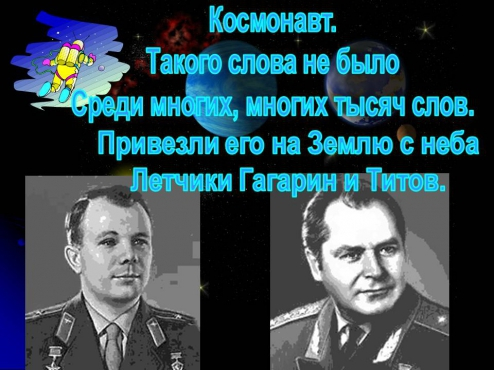 Космонавт.
Такого слова не было
Среди многих, многих тысяч слов.
Привезли его на Землю с неба
Летчики Гагарин и Титов.